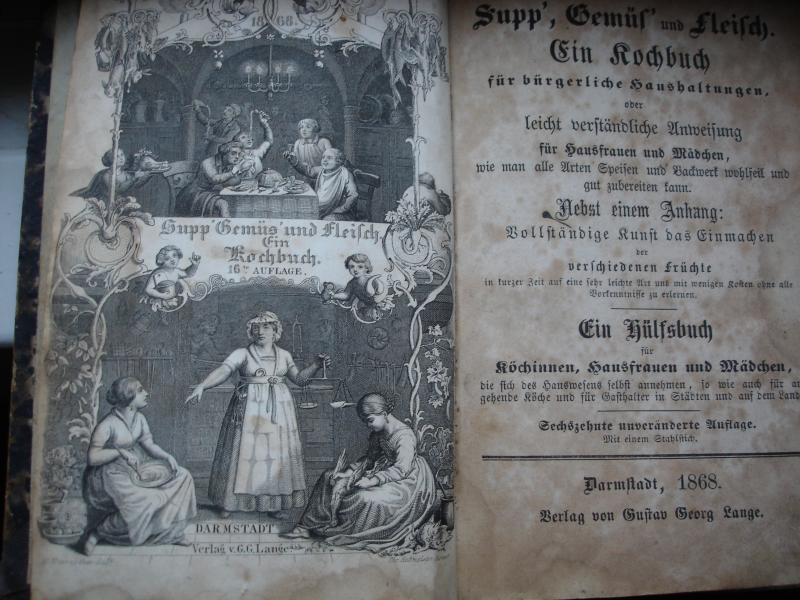 1868.
Supp' Gemüs' und Fleisch.
Ein
Kochbuch.
16te AUFLAGE.
DARMSTADT
Verlag v. G.G. Lange
Supp', Gemüs' und Fleisch.
Ein Kochbuch
für bürgerliche Haushaltungen,
oder
leicht verständliche Anweisung
für Hausfrauen und Mädchen,
wie man alle Arten Speisen und Backwerk wohlfeil und
gut zubereiten kann.
Nebst einem Anhang:
Vollständige Kunst das Einmachen
der
verschiedenen Früchte
in kurzer Zeit auf eine sehr leichte Art und mit wenigen Kosten ohne alle
Vorkenntnisse zu erlernen.
Ein Hülfsbuch
für
Köchinnen, Hausfrauen und Mädchen,
die sich des Hauswesens selbst annehmen, so wie auch für an
gehende Köche und für Gasthalter in Städten und auf dem Land
Sechszehnte unveränderte Auflage.
Mit einem Stahlstich.
Darmstadt, 1868.
Verlag von Gustav Georg Lange.